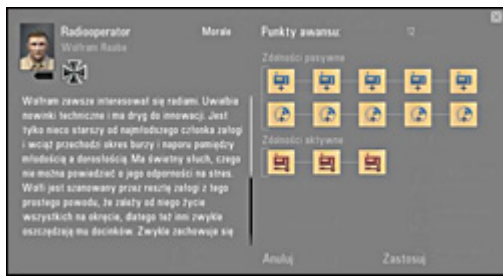 Radiooperator
Morale
Wolfram Raabe
Wolfram zawsze interesował się radiami. Uwielbia
nowinki techniczne i ma dryg do innowacji. Jest
tylko nieco starszy od najmłodszego członka załogi
i wciąż przechodzi okres burzy i naporu pomiędzy
młodością a dorosłością. Ma świetny słuch, czego
nie można powiedzieć o jego odporności na stres.
Wolfi jest szanowany przez resztę załogi z tego
prostego powodu, że zależy od niego życie
wszystkich na okręcie, dlatego też inni zwykle
oszczędzają mu docinków. Zwykle zachowuje się
Punkty awansu:
12
Zdolności pasywne
Zdolności aktywne
Anuluj
Zastosuj